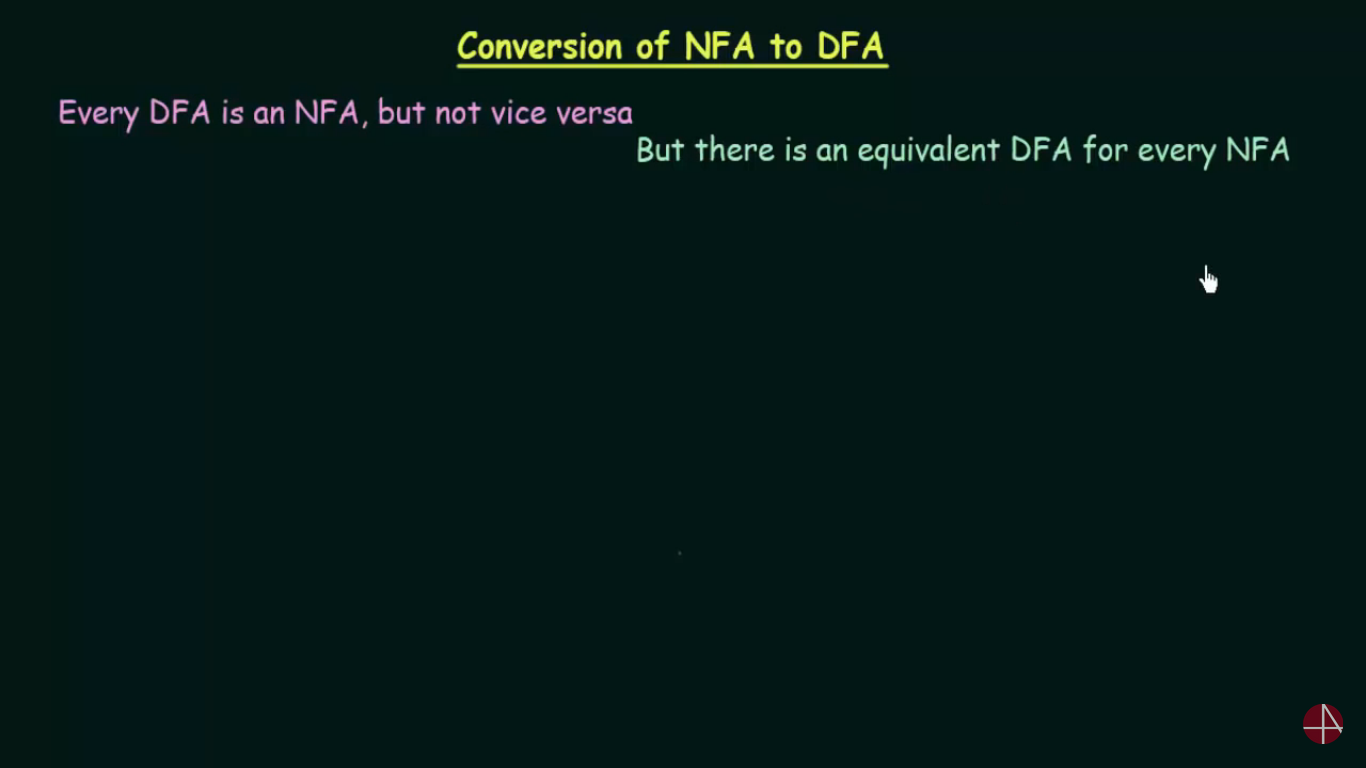 Conversion of NFA to DFA
Every DFA is an NFA, but not vice versa
But there is an equivalent DFA for every NFA